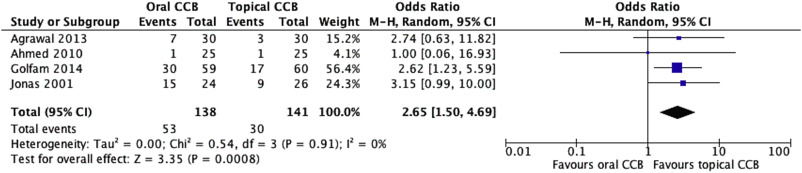 Oral CCB Topical CCB Odds Ratio Odds Ratio
Study or Subgroup Events Total Events Total Weight M-H, Random, 95% CI M-H, Random, 95% CI
Agrawal 2013 7 30 3 30 15.2% 2.74 [0.63, 11.82]
Ahmed 2010 1 25 1 25 4.1% 1.00 [0.06, 16.93]
Golfam 2014 30 59 17 60 56.4% 2.62 [1.23, 5.59]
Jonas 2001 15 24 9 26 24.3% 3.15 [0.99, 10.00]
Total (95% CI) 138 141 100.0% 2.65 [1.50, 4.69]
Total events 53 30
Heterogeneity: Tau² = 0.00; Chi² = 0.54, df = 3 (P = 0.91); I² = 0%
Test for overall effect: Z = 3.35 (P = 0.0008)
0.01 0.1 1 10 100
Favours oral CCB Favours topical CCB